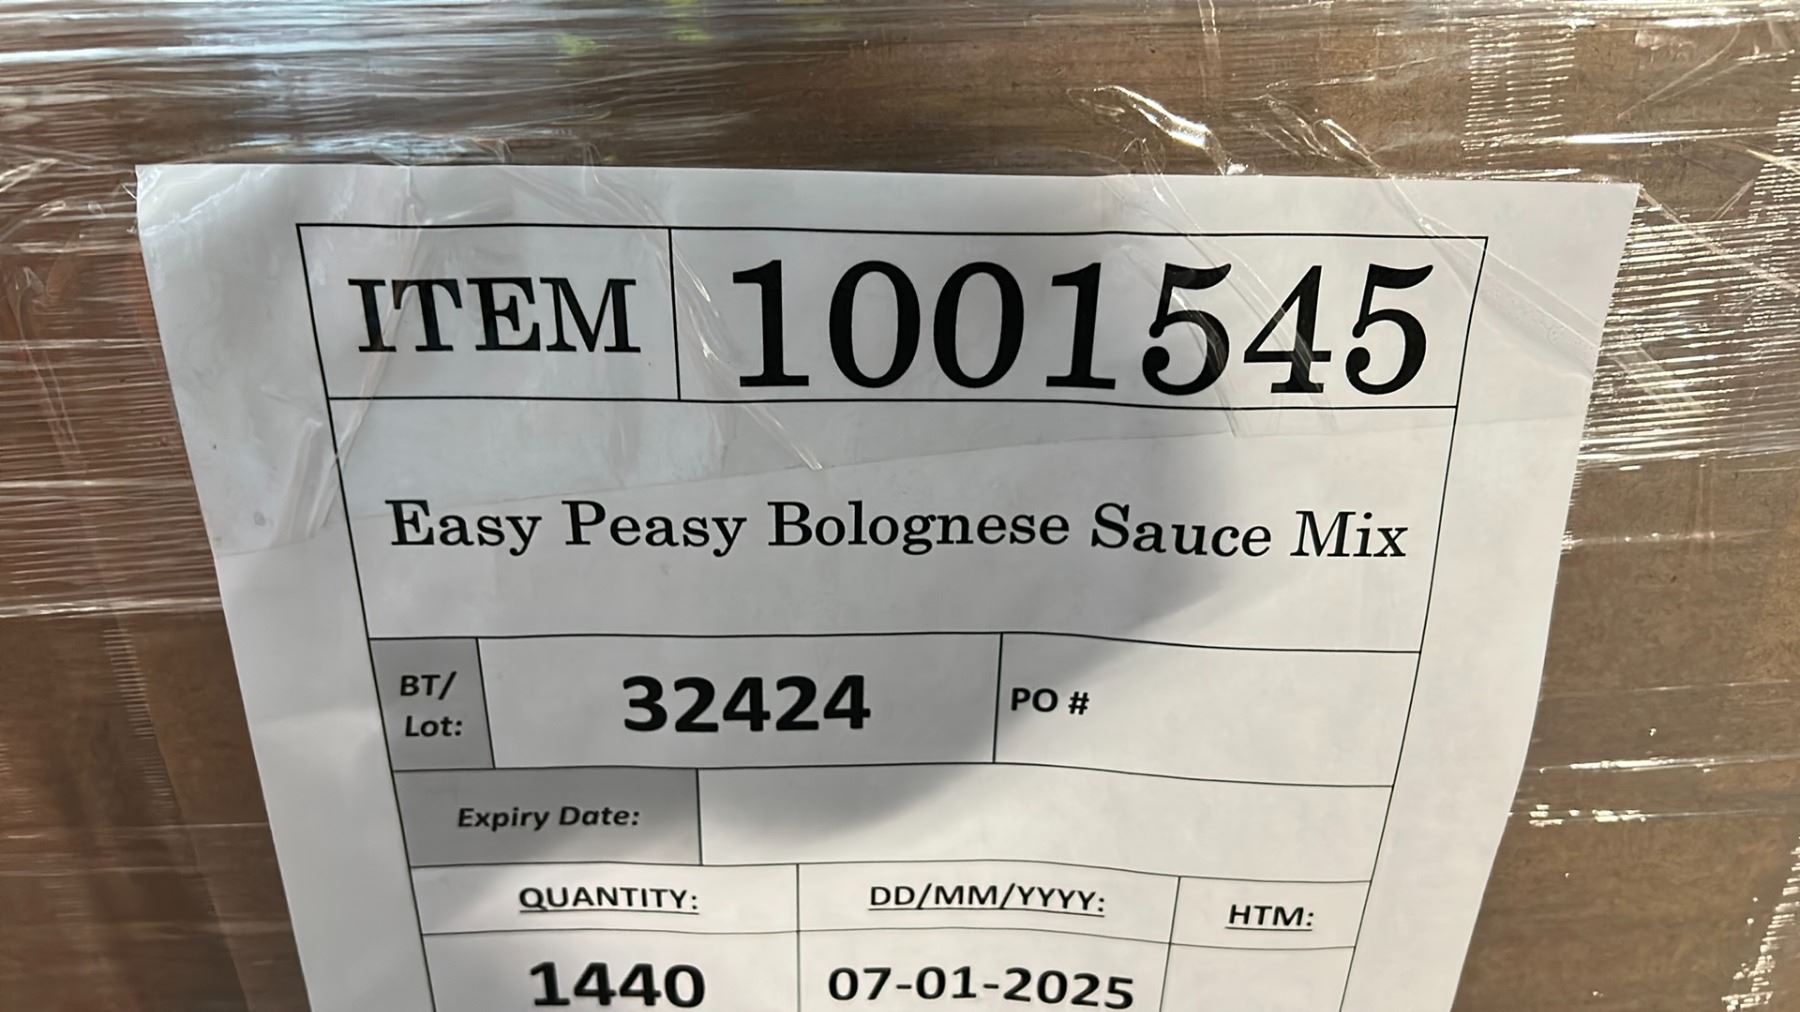 ITEM 1001545
Easy Peasy Bolognese Sauce Mix
BT/
Lot:
32424
PO #
Expiry Date:
QUANTITY: DD/MM/YYYY: HTM:
1440 07-01-2025